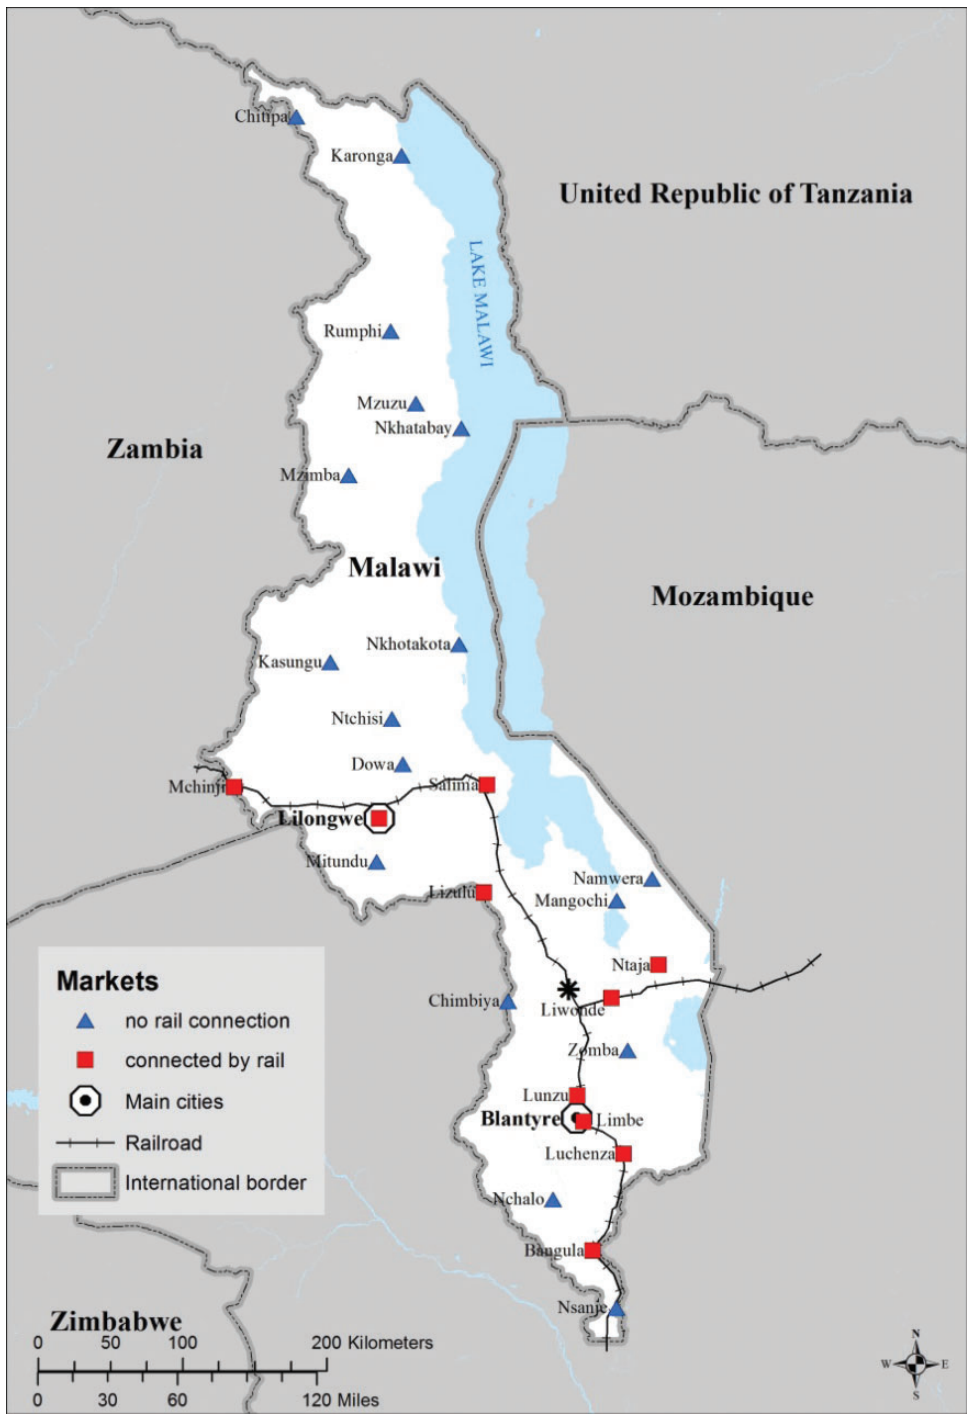 Chitipa
Karonga
United Republic of Tanzania
LAKE MALAWI
Rumphi
Mzuzu
Nkhatabay
Zambia
Mzimba
Malawi
Mozambique
Nkhotakota
Kasungu
Ntchisi
Dowa
Mchinji
Salima
Lilongwe
Mitundu
Lizulu
Namwera
Mangochi
Ntaja
Chimbiya
Liwonde
Zomba
Lunzu
Blantyre
Limbe
Luchenza
Nchalo
Bangula
Nsanje
Markets
no rail connection
connected by rail
Main cities
Railroad
International border
Zimbabwe
0 50 100 200 Kilometers
0 30 60 120 Miles
N
W E
S